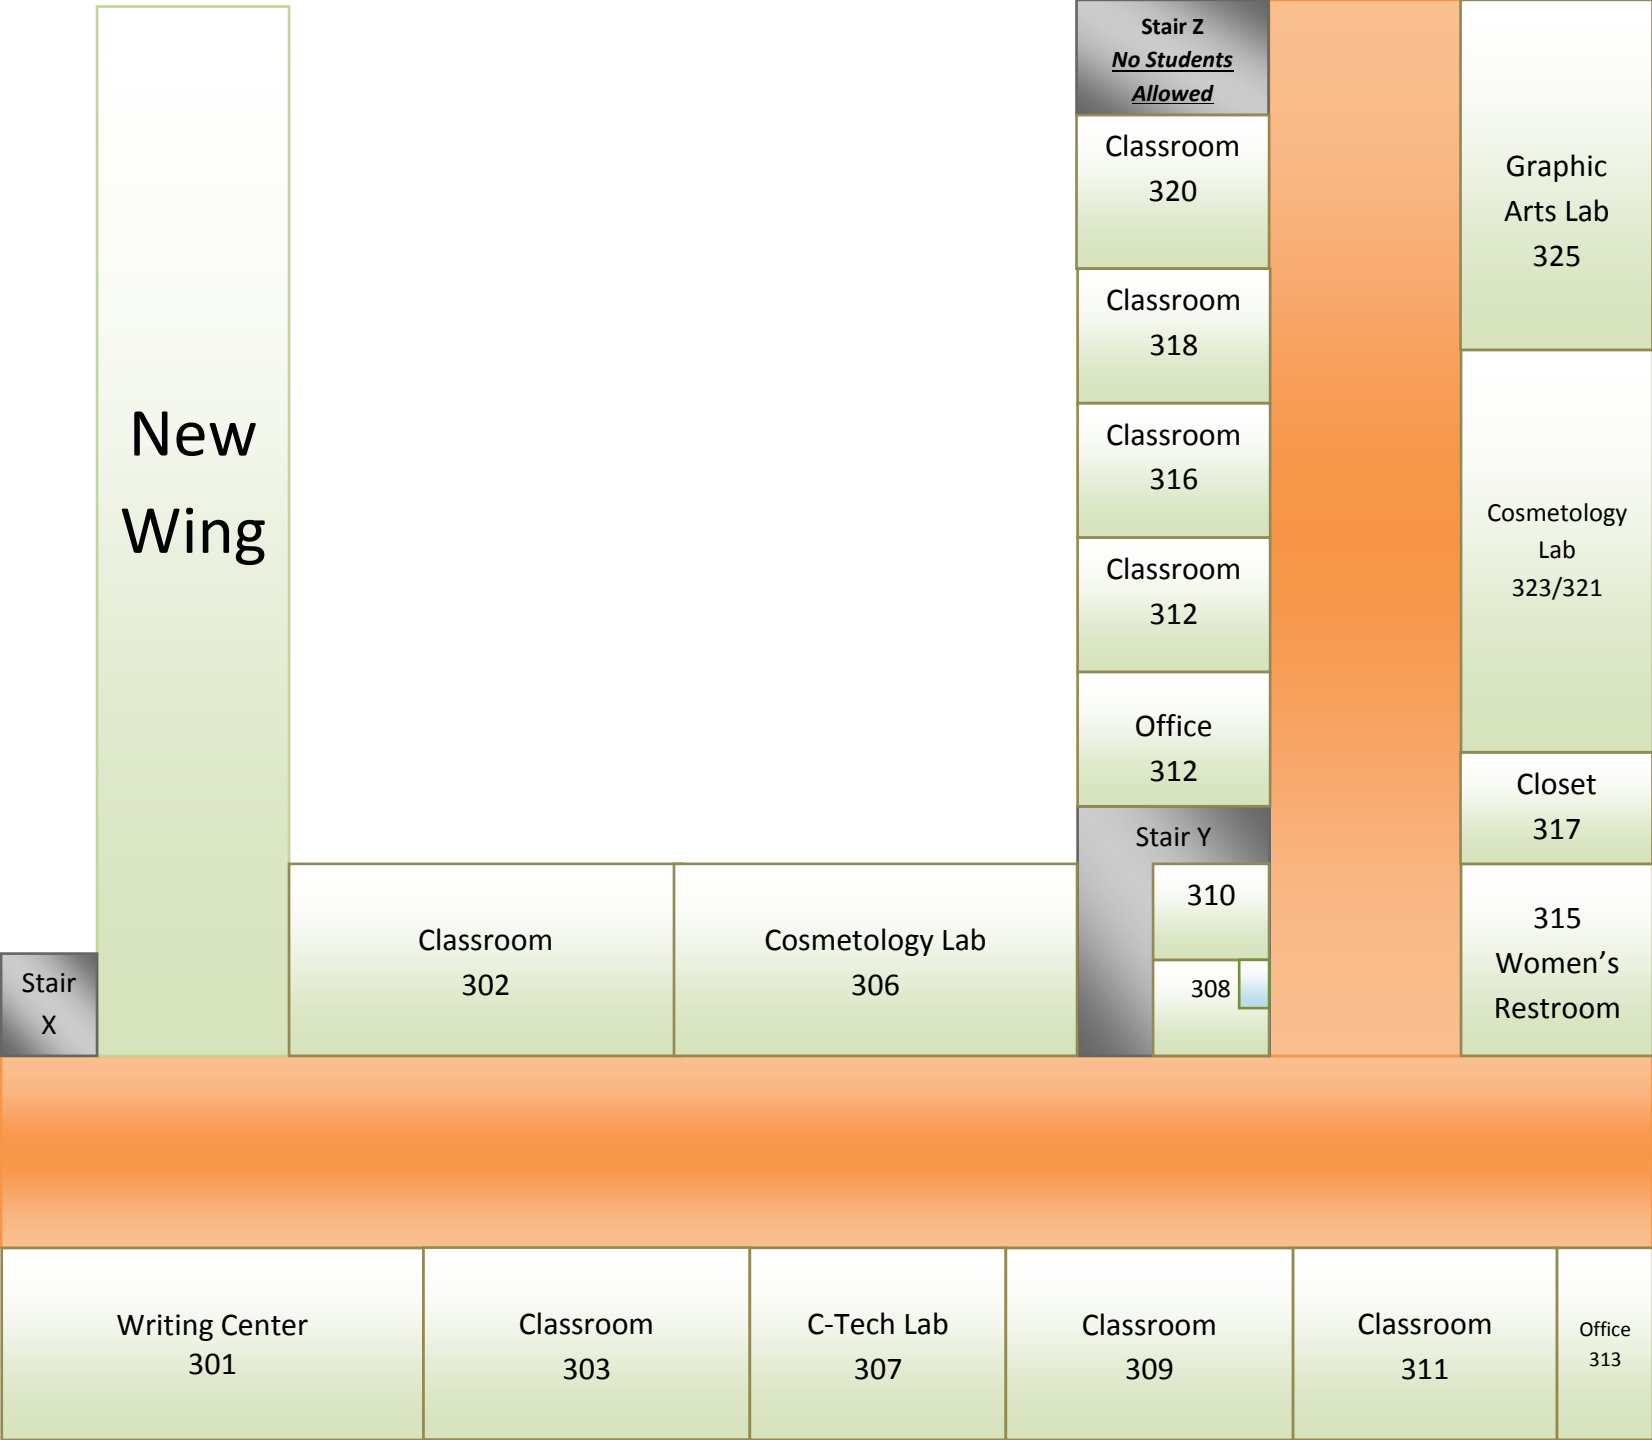 Stair Z
No Students
Allowed
Classroom
320
Graphic
Arts Lab
325
Classroom
318
New
Wing
Classroom
316
Cosmetology
Lab
323/321
Classroom
312
Office
312
Closet
317
Stair Y
310
308
315
Women’s
Restroom
Stair
X
Classroom
302
Cosmetology Lab
306
Writing Center
301
Classroom
303
C-Tech Lab
307
Classroom
309
Classroom
311
Office
313